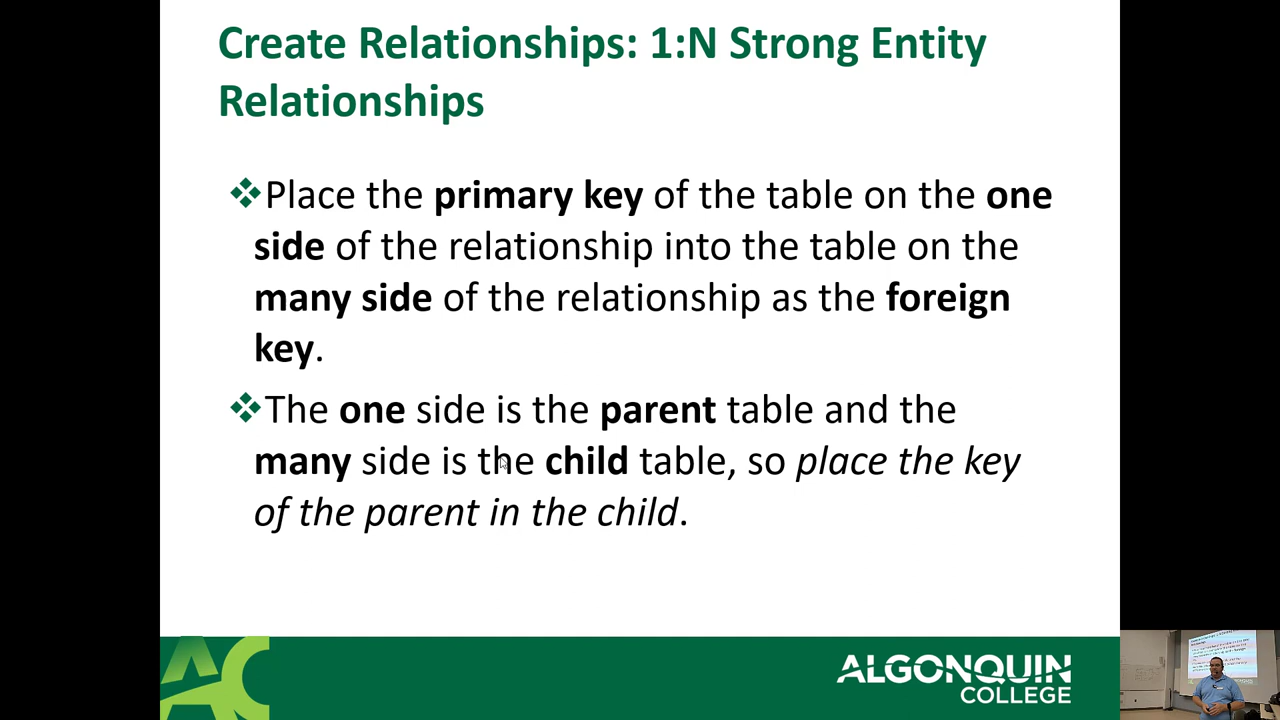 Create Relationships: 1:N Strong Entity
Relationships
Place the primary key of the table on the one
side of the relationship into the table on the
many side of the relationship as the foreign
key.
The one side is the parent table and the
many side is the child table, so place the key
of the parent in the child.
AC
ALGONQUIN
COLLEGE